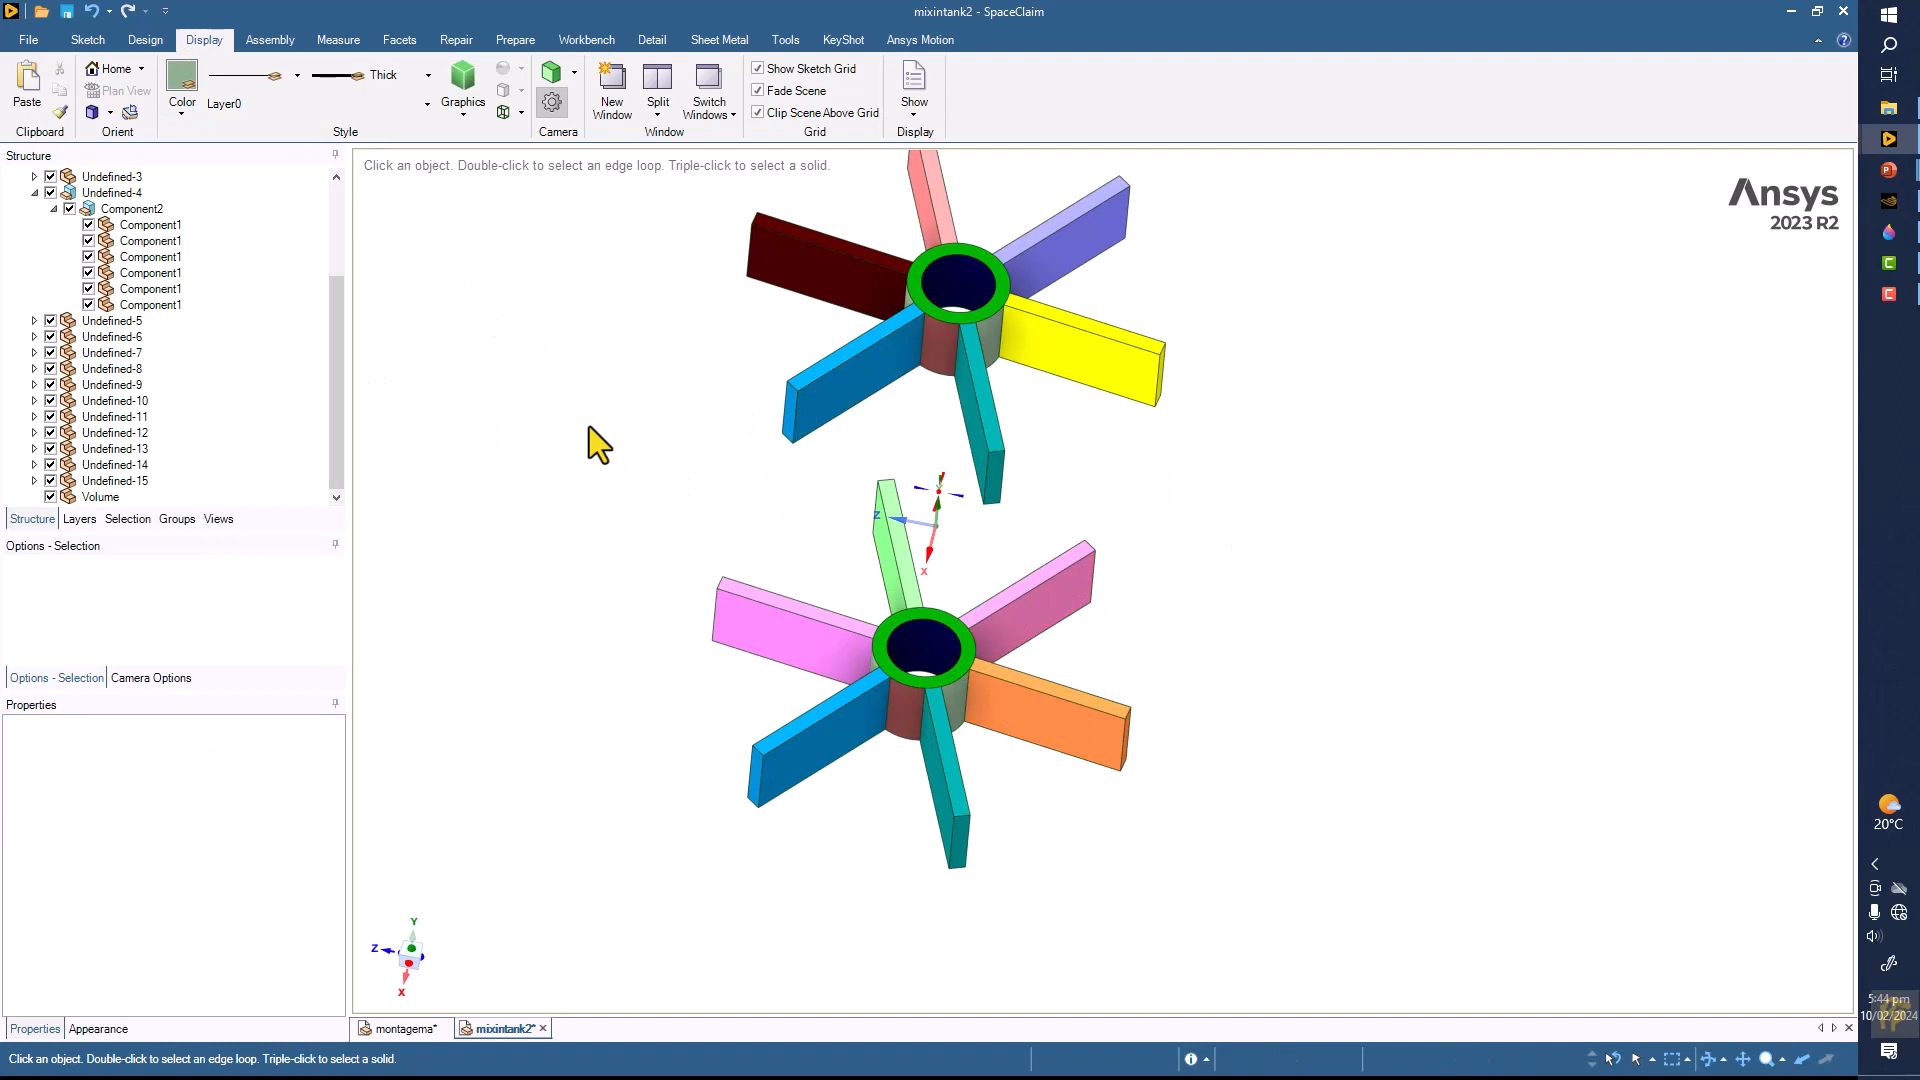 mixintank2 - SpaceClaim
File Sketch Design Display Assembly Measure Facets Repair Prepare Workbench Detail Sheet Metal Tools KeyShot Ansys Motion
Paste
Clipboard
Home
Plan View
Orient
Color
Thick
Layer0
Style
Graphics
Camera
New Window
Split
Switch Windows
Window
Show Sketch Grid
Fade Scene
Clip Scene Above Grid
Grid
Show
Display
Structure
Undefined-3
Undefined-4
Component2
Component1
Component1
Component1
Component1
Component1
Component1
Undefined-5
Undefined-6
Undefined-7
Undefined-8
Undefined-9
Undefined-10
Undefined-11
Undefined-12
Undefined-13
Undefined-14
Undefined-15
Volume
Structure Layers Selection Groups Views
Options - Selection
Options - Selection Camera Options
Properties
Properties Appearance
Click an object. Double-click to select an edge loop. Triple-click to select a solid.
Ansys
2023 R2
Z
X
Y
Z
X
montagema* mixintank2*
Click an object. Double-click to select an edge loop. Triple-click to select a solid.
20°C
5:44 pm
10/02/2024